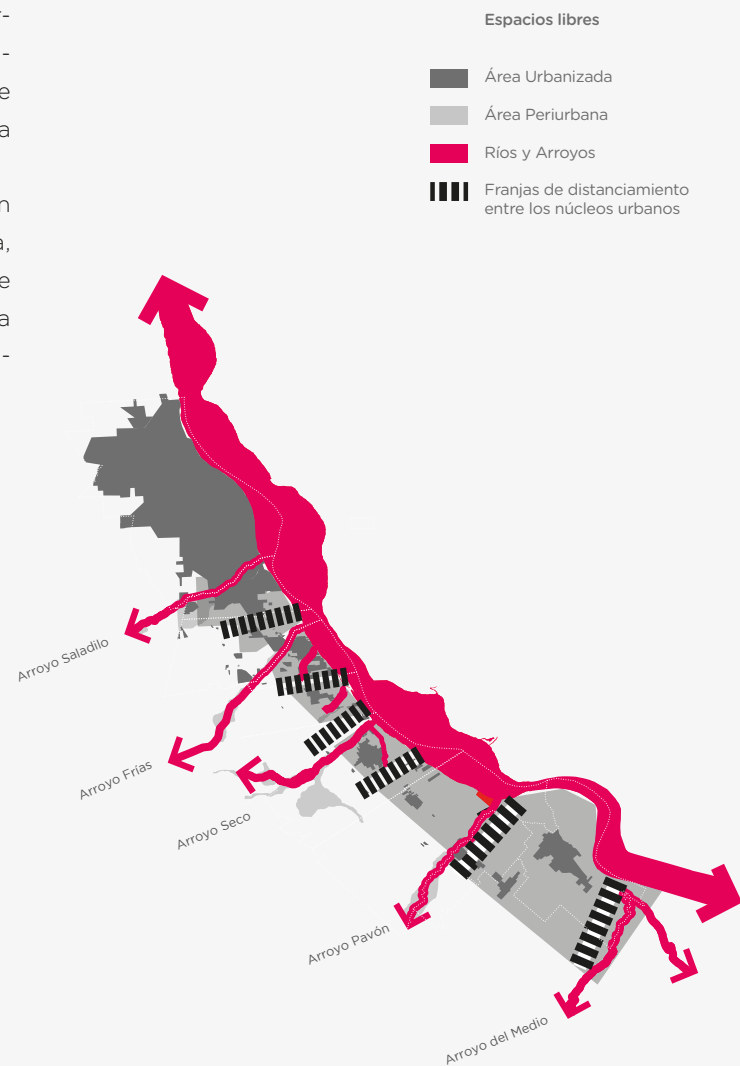 r-
-
e
a
n
a,
e
a
-
Espacios libres
Área Urbanizada
Área Periurbana
Ríos y Arroyos
Franjas de distanciamiento
entre los núcleos urbanos
Arroyo Saladilo
Arroyo Frías
Arroyo Seco
Arroyo Pavón
Arroyo del Medio